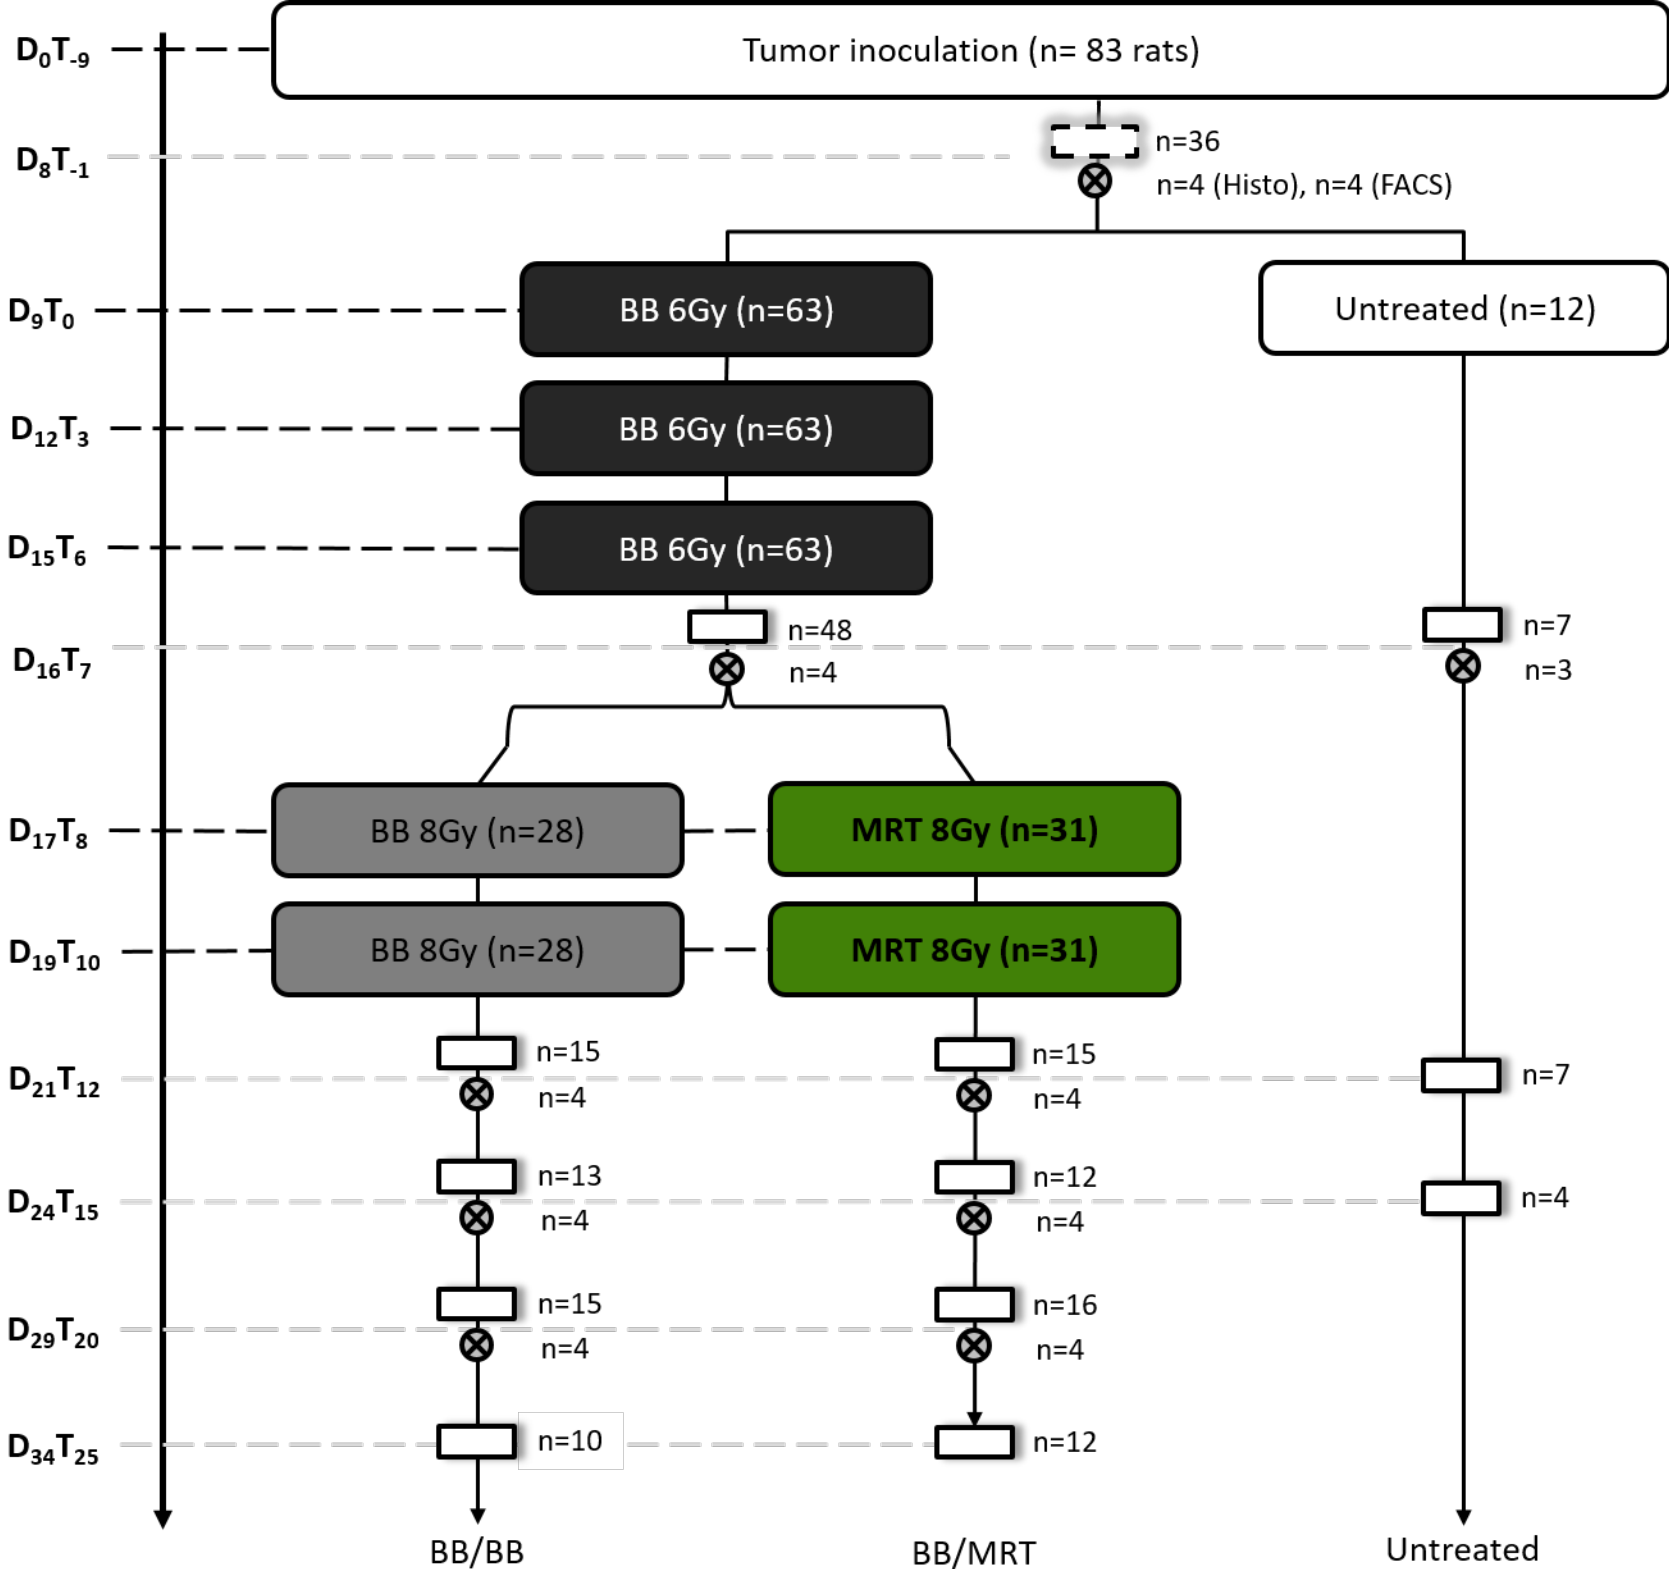 D0T-9
Tumor inoculation (n= 83 rats)
n=36
D8T-1
n=4 (Histo), n=4 (FACS)
D9T0
BB 6Gy (n=63)
Untreated (n=12)
D12T3
BB 6Gy (n=63)
D15T6
BB 6Gy (n=63)
n=48
n=7
D16T7
n=4
n=3
D17T8
BB 8Gy (n=28)
MRT 8Gy (n=31)
D19T10
BB 8Gy (n=28)
MRT 8Gy (n=31)
n=15
n=15
D21T12
n=7
n=4
n=4
n=13
n=12
D24T15
n=4
n=4
n=4
n=15
n=16
D29T20
n=4
n=4
D34T25
n=10
n=12
BB/BB
BB/MRT
Untreated